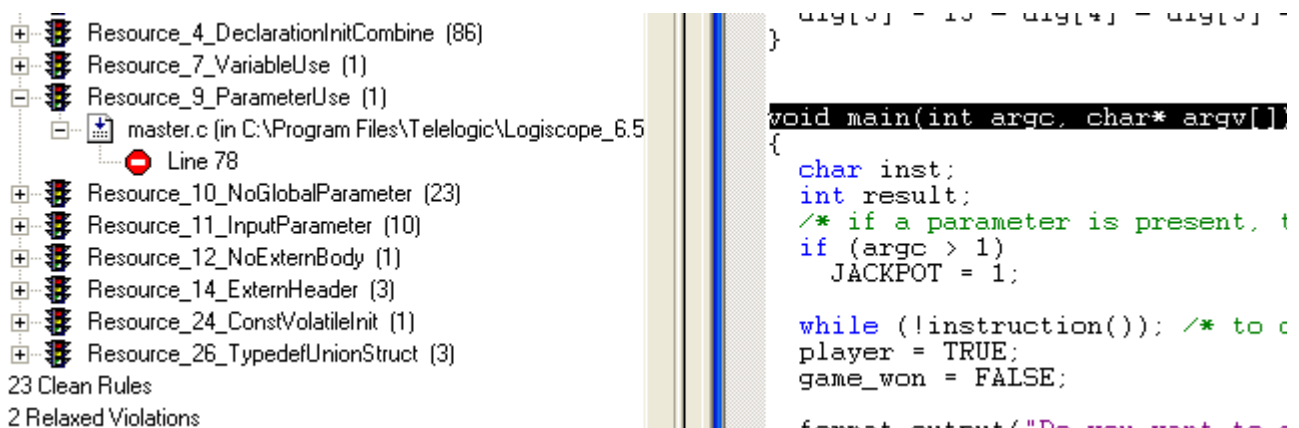 Resource_4_DeclarationInitCombine (86)
Resource_7_VariableUse (1)
Resource_9_ParameterUse (1)
master.c (in C:\Program Files\Telelogic\Logiscope_6.5
Line 78
Resource_10_NoGlobalParameter (23)
Resource_11_InputParameter (10)
Resource_12_NoExternBody (1)
Resource_14_ExternHeader (3)
Resource_24_ConstVolatileInit (1)
Resource_26_TypedefUnionStruct (3)
23 Clean Rules
2 Relaxed Violations
}
void main(int argc, char* argv[])
{
char inst;
int result;
/* if a parameter is present,
if (argc > 1)
JACKPOT = 1;
while (!instruction()); /* to
player = TRUE;
game_won = FALSE;